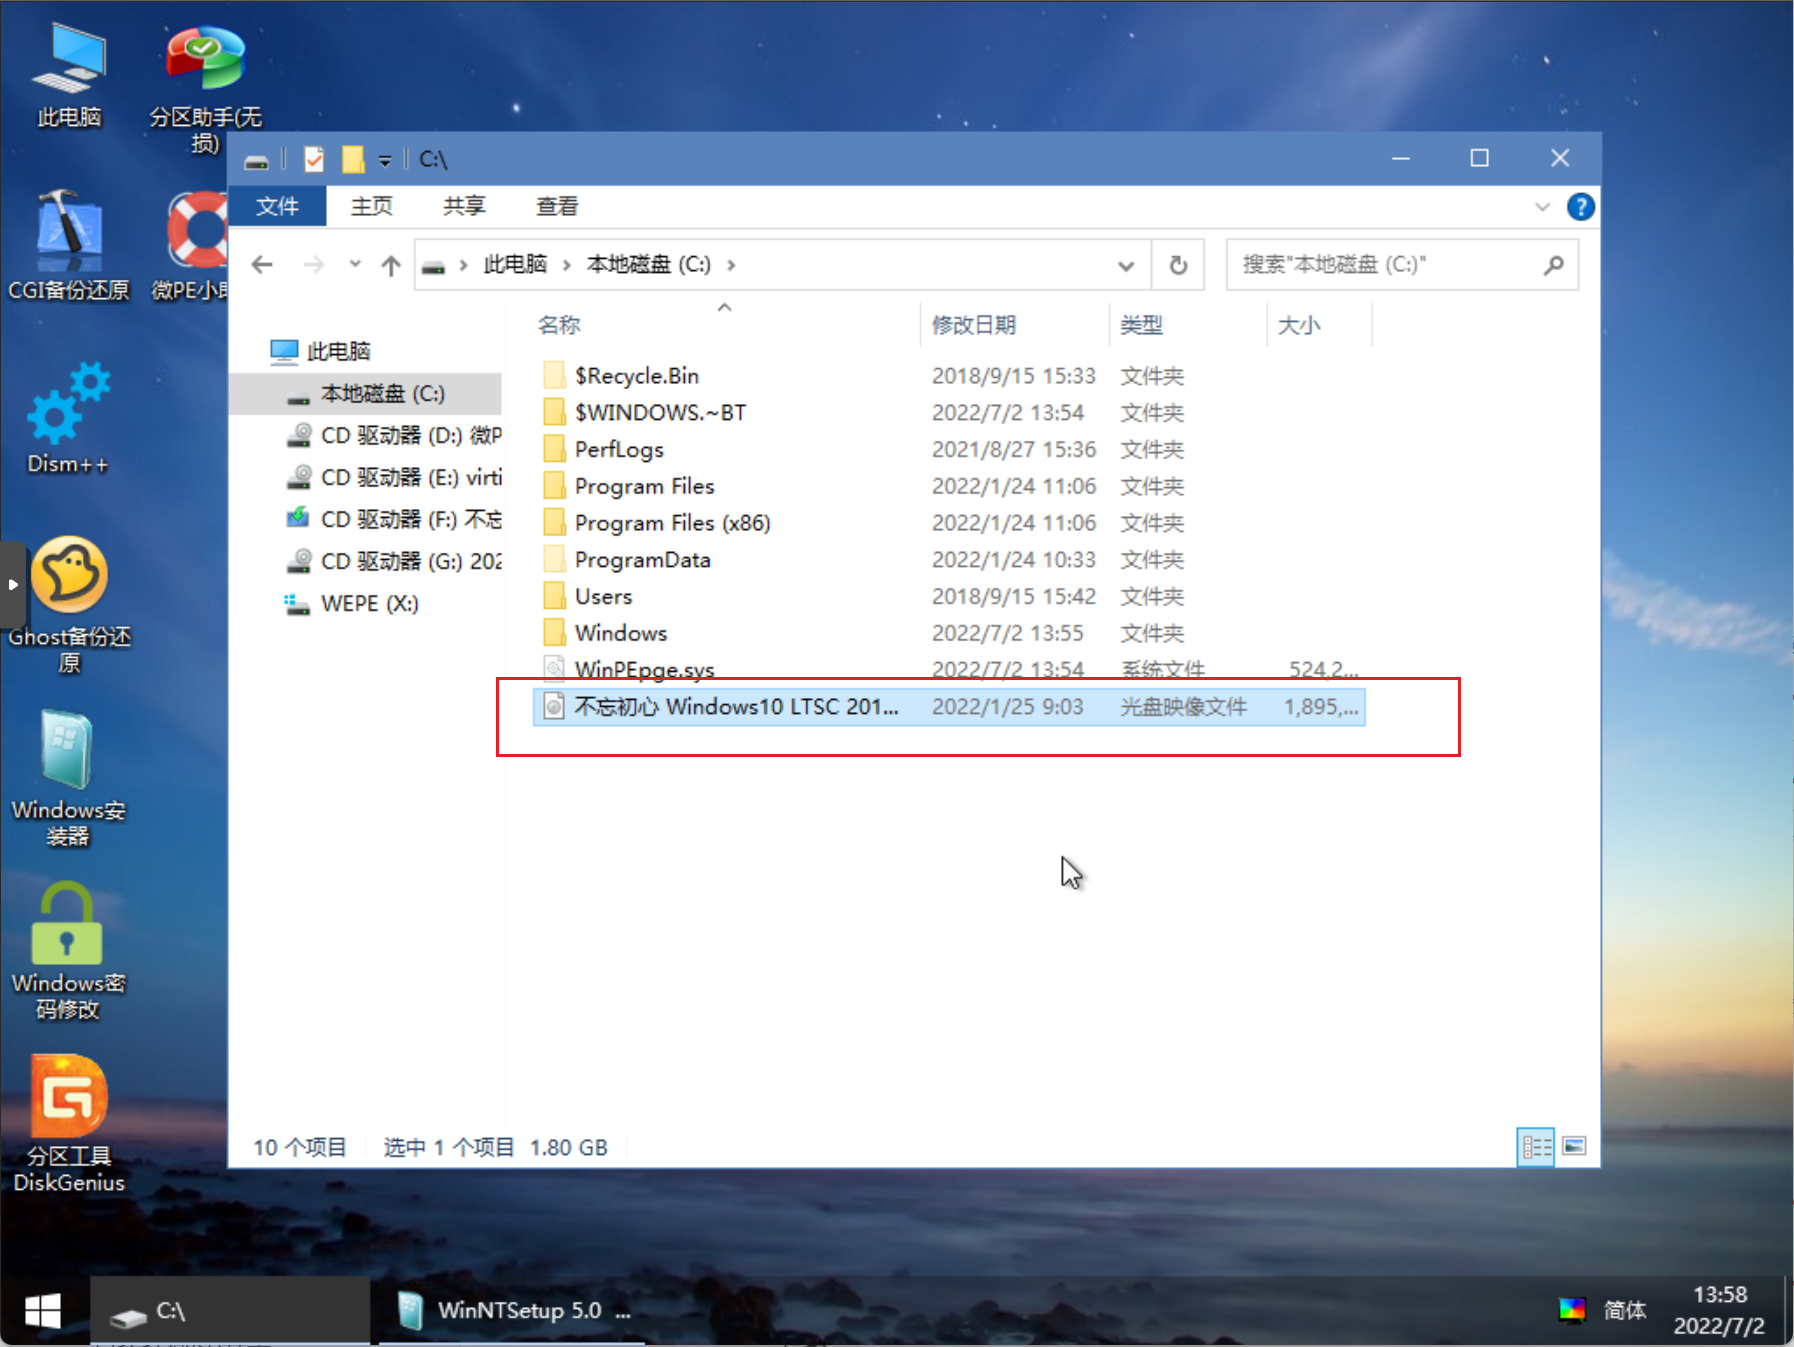 此电脑
分区助手(无
损)
CGI备份还原
微PE小
Dism++
Ghost备份还
原
Windows安
装器
Windows密
码修改
分区工具
DiskGenius
C:\
文件 主页 共享 查看
此电脑 本地磁盘 (C:)
搜索"本地磁盘 (C:)"
此电脑
本地磁盘 (C:)
CD 驱动器 (D:) 微P
CD 驱动器 (E:) virti
CD 驱动器 (F:) 不忘
CD 驱动器 (G:) 202
WEPE (X:)
名称 修改日期 类型 大小
$Recycle.Bin 2018/9/15 15:33 文件夹
$WINDOWS.~BT 2022/7/2 13:54 文件夹
PerfLogs 2021/8/27 15:36 文件夹
Program Files 2022/1/24 11:06 文件夹
Program Files (x86) 2022/1/24 11:06 文件夹
ProgramData 2022/1/24 10:33 文件夹
Users 2018/9/15 15:42 文件夹
Windows 2022/7/2 13:55 文件夹
WinPEpge.sys 2022/7/2 13:54 系统文件 524,2...
不忘初心 Windows10 LTSC 201... 2022/1/25 9:03 光盘映像文件 1,895,...
10 个项目 选中 1 个项目 1.80 GB
C:\
WinNTSetup 5.0 ...
简体
13:58
2022/7/2